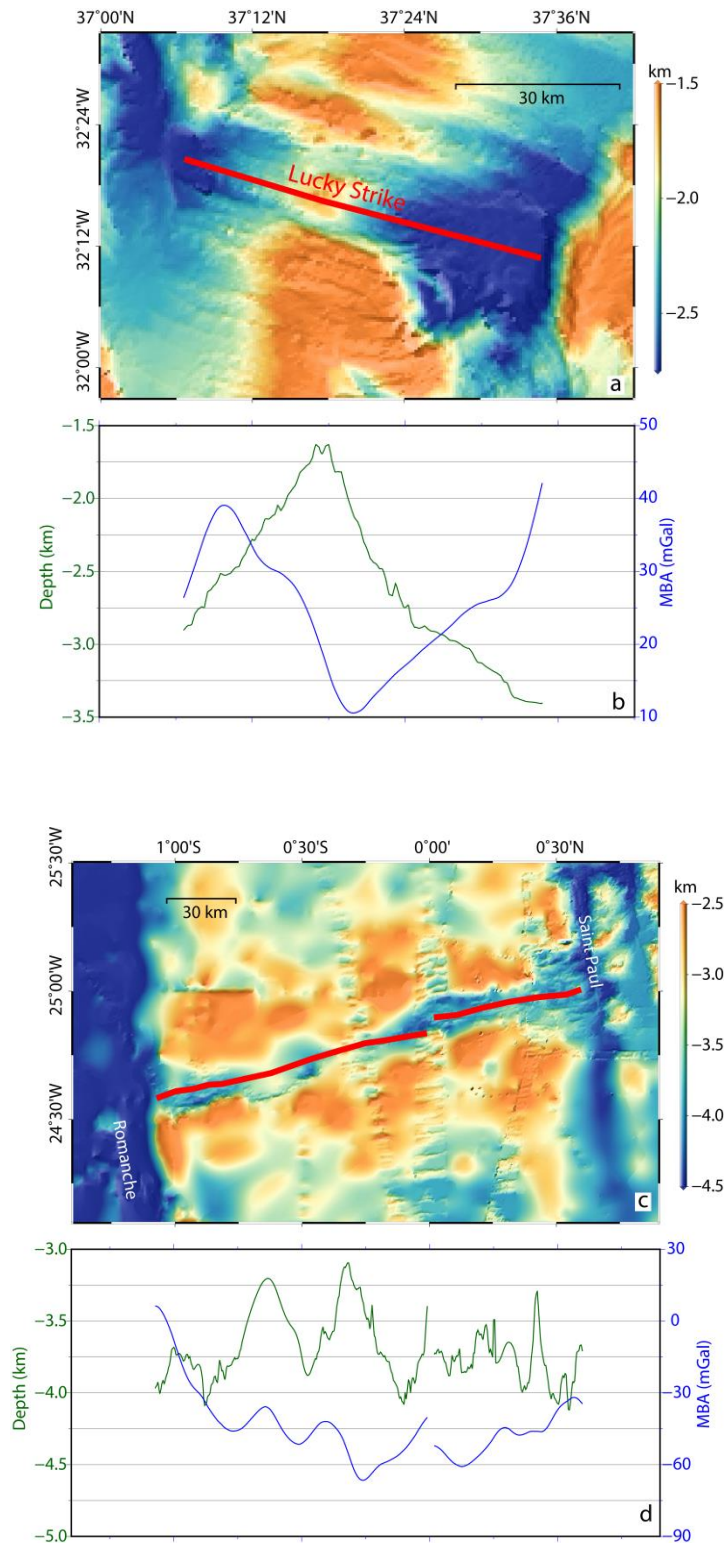 37˚00'N 37˚12'N 37˚24'N 37˚36'N
km
32˚24'W
32˚12'W
32˚00'W
30 km
Lucky Strike
−1.5
−2.0
−2.5
a
−1.5
−2.0
−2.5
−3.0
−3.5
Depth (km)
50
40
30
20
10
MBA (mGal)
b
1˚00'S 0˚30'S 0˚00' 0˚30'N
km
25˚30'W
25˚00'W
24˚30'W
30 km
Saint Paul
Romanche
−2.5
−3.0
−3.5
−4.0
−4.5
c
−3.0
−3.5
−4.0
−4.5
−5.0
Depth (km)
30
0
−30
−60
−90
MBA (mGal)
d